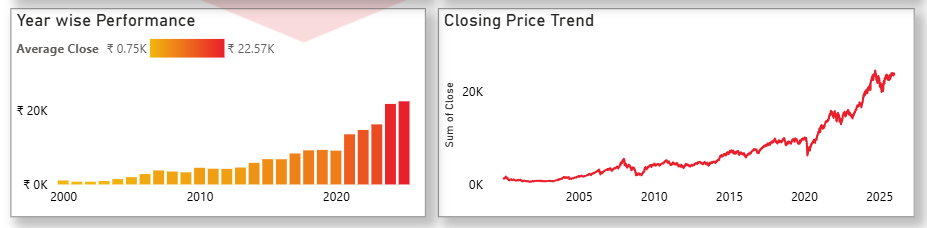 Year wise Performance
Average Close ₹ 0.75K ₹ 22.57K
₹ 20K
₹ 0K
2000 2010 2020
Closing Price Trend
Sum of Close
20K
0K
2005 2010 2015 2020 2025